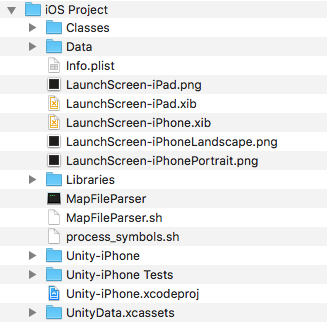 iOS Project
Classes
Data
Info.plist
LaunchScreen-iPad.png
LaunchScreen-iPad.xib
LaunchScreen-iPhone.xib
LaunchScreen-iPhoneLandscape.png
LaunchScreen-iPhonePortrait.png
Libraries
MapFileParser
MapFileParser.sh
process_symbols.sh
Unity-iPhone
Unity-iPhone Tests
Unity-iPhone.xcodeproj
UnityData.xcassets